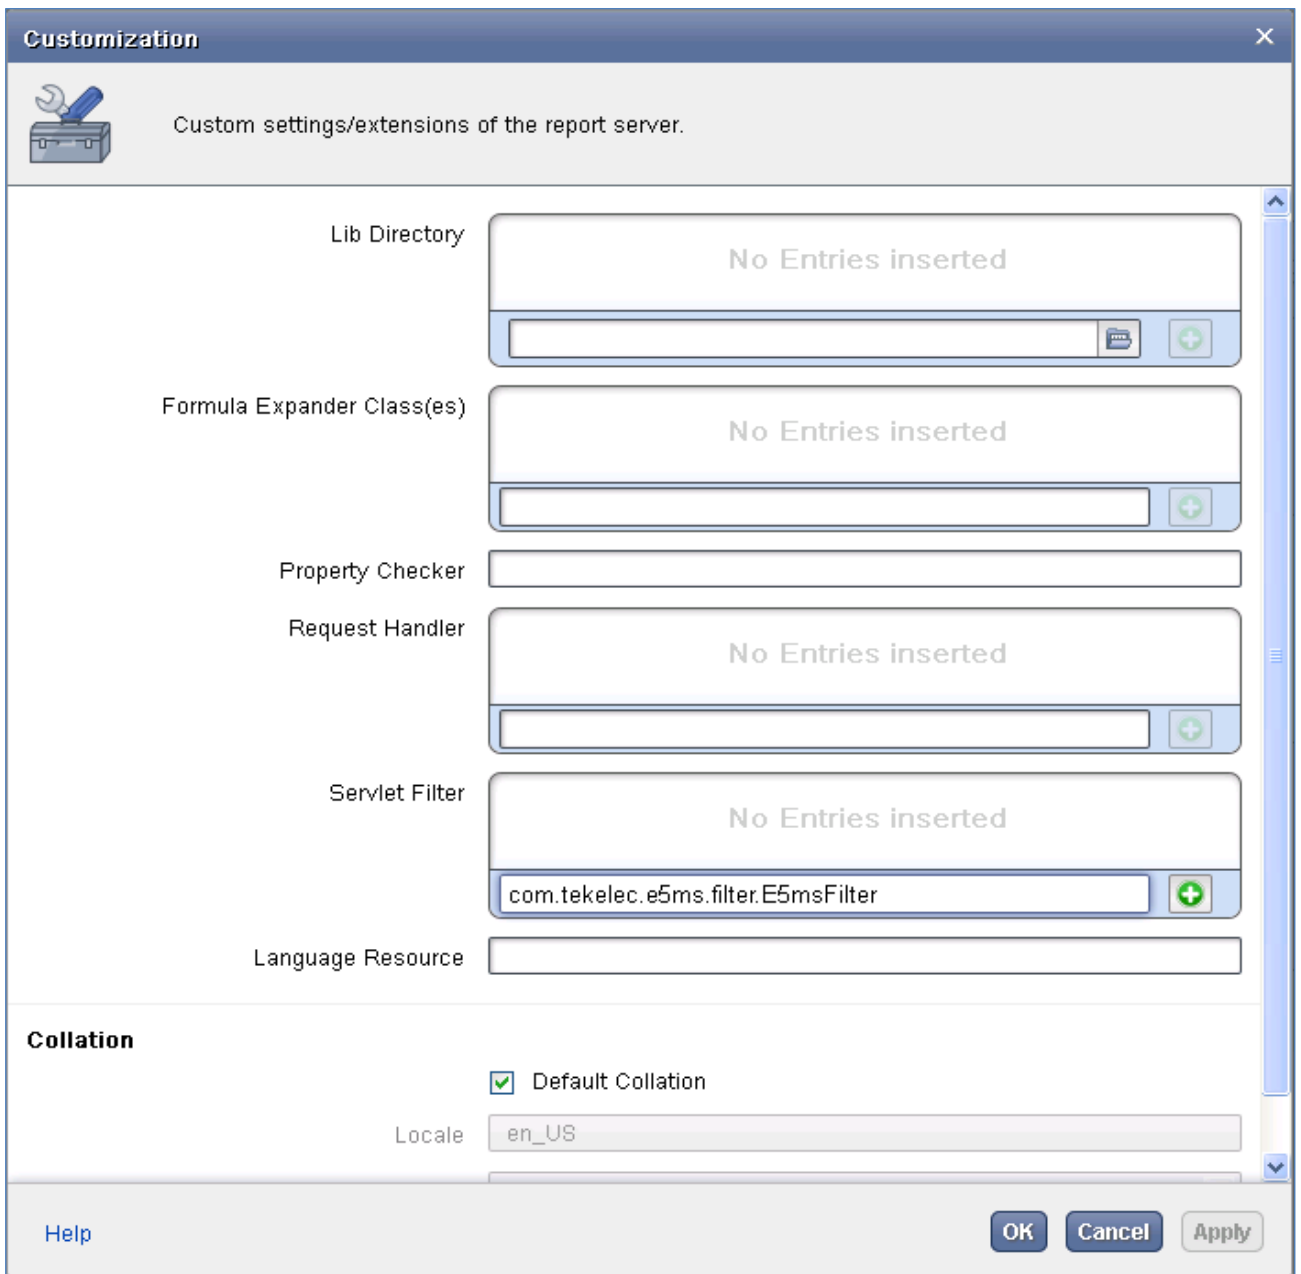 Customization
Custom settings/extensions of the report server.
Lib Directory
No Entries inserted
Formula Expander Class(es)
No Entries inserted
Property Checker
Request Handler
No Entries inserted
Servlet Filter
No Entries inserted
com.tekelec.e5ms.filter.E5msFilter
Language Resource
Collation
Default Collation
Locale
en_US
Help
OK
Cancel
Apply